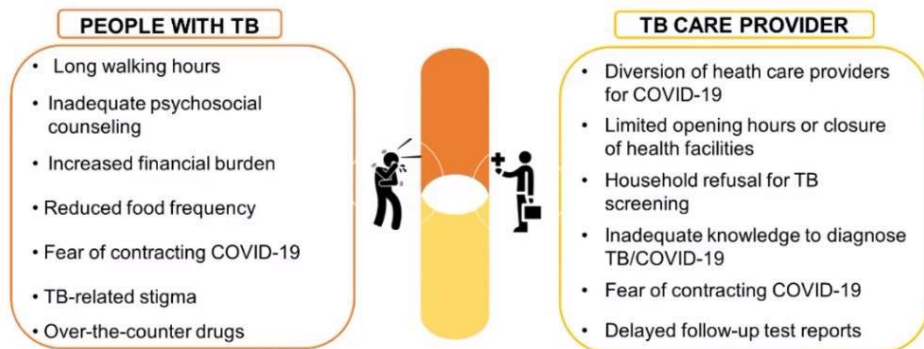 PEOPLE WITH TB
• Long walking hours
• Inadequate psychosocial
counseling
• Increased financial burden
• Reduced food frequency
• Fear of contracting COVID-19
• TB-related stigma
• Over-the-counter drugs
TB CARE PROVIDER
• Diversion of heath care providers
for COVID-19
• Limited opening hours or closure
of health facilities
• Household refusal for TB
screening
• Inadequate knowledge to diagnose
TB/COVID-19
• Fear of contracting COVID-19
• Delayed follow-up test reports